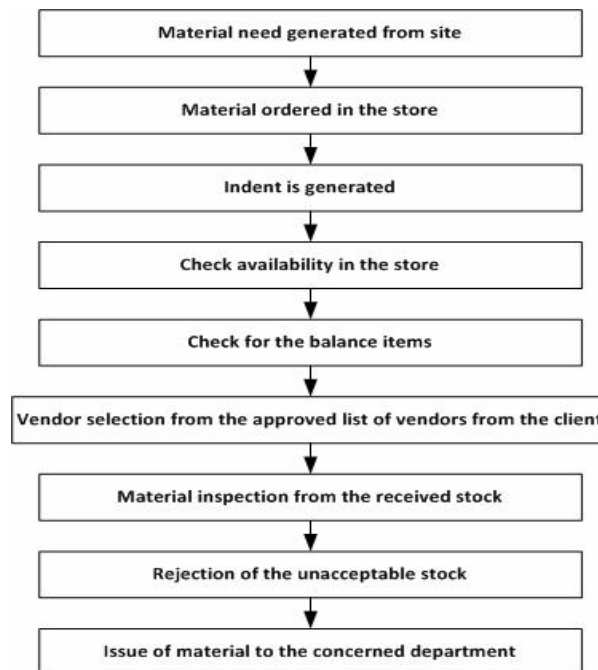 Material need generated from site
Material ordered in the store
Indent is generated
Check availability in the store
Check for the balance items
Vendor selection from the approved list of vendors from the client
Material inspection from the received stock
Rejection of the unacceptable stock
Issue of material to the concerned department